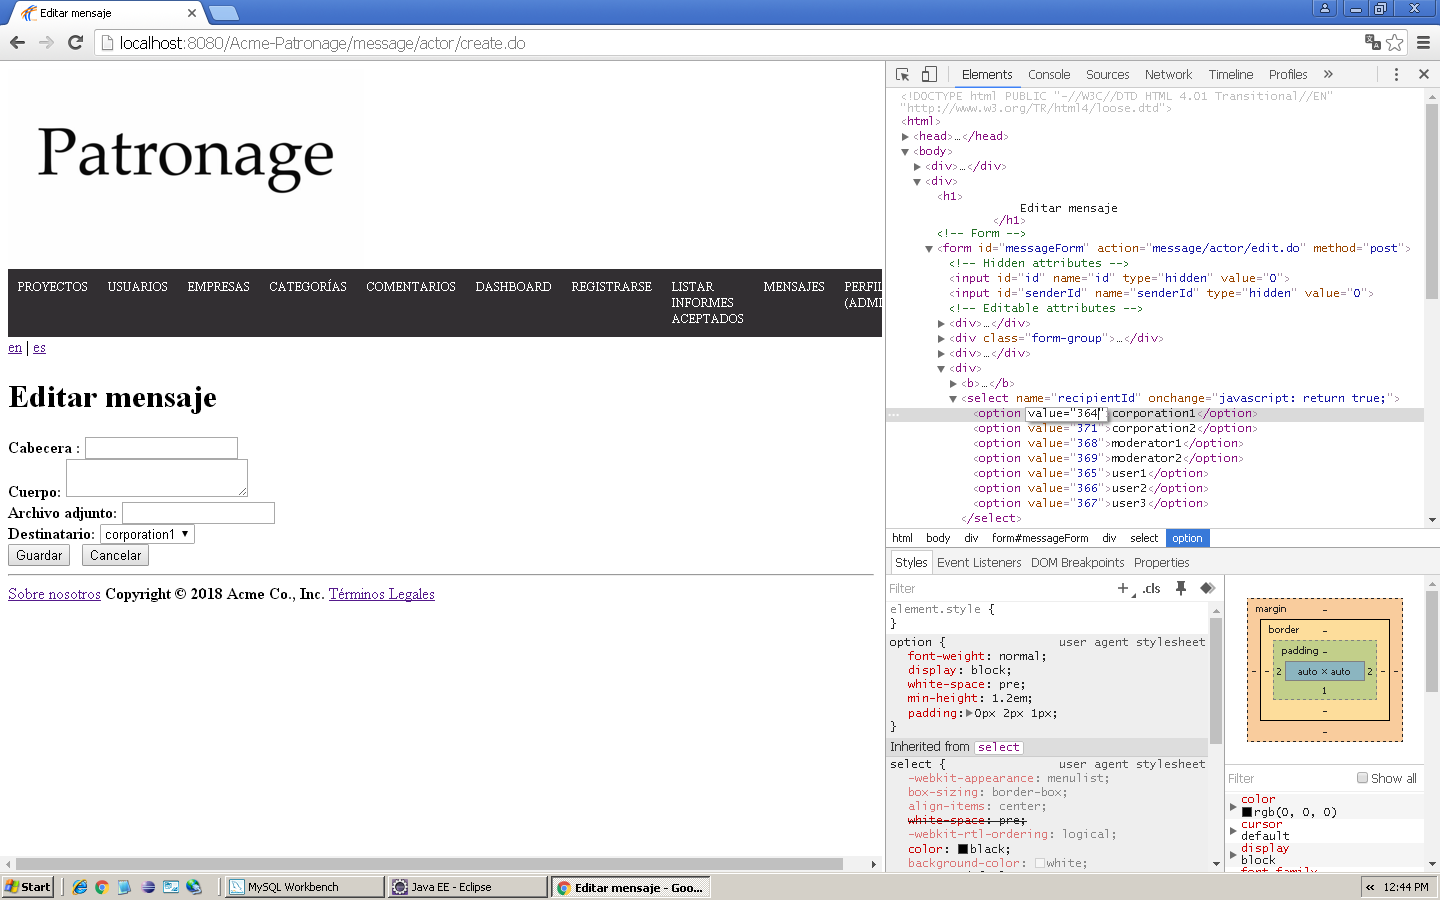 Editar mensaje
localhost:8080/Acme-Patronage/message/actor/create.do
Patronage
PROYECTOS USUARIOS EMPRESAS CATEGORÍAS COMENTARIOS DASHBOARD REGISTRARSE LISTAR INFORMES ACEPTADOS MENSAJES PERFIL (ADMI
en | es
Editar mensaje
Cabecera :
Cuerpo:
Archivo adjunto:
Destinatario: corporation1
Guardar Cancelar
Sobre nosotros Copyright © 2018 Acme Co., Inc. Términos Legales
Elements Console Sources Network Timeline Profiles »
<!DOCTYPE html PUBLIC "-//W3C//DTD HTML 4.01 Transitional//EN"
"http://www.w3.org/TR/html4/loose.dtd">
<html>
<head>…</head>
<body>
<div>…</div>
<div>
<h1>
Editar mensaje
</h1>
<!-- Form -->
<form id="messageForm" action="message/actor/edit.do" method="post">
<!-- Hidden attributes -->
<input id="id" name="id" type="hidden" value="0">
<input id="senderId" name="senderId" type="hidden" value="0">
<!-- Editable attributes -->
<div>…</div>
<div class="form-group">…</div>
<div>…</div>
<div>
<b>…</b>
<select name="recipientId" onchange="javascript: return true;">
<option value="364">corporation1</option>
<option value="371">corporation2</option>
<option value="368">moderator1</option>
<option value="369">moderator2</option>
<option value="365">user1</option>
<option value="366">user2</option>
<option value="367">user3</option>
</select>
html body div form#messageForm div select option
Styles Event Listeners DOM Breakpoints Properties
Filter + .cls
element.style {
}
option { user agent stylesheet
font-weight: normal;
display: block;
white-space: pre;
min-height: 1.2em;
padding: 0px 2px 1px;
}
Inherited from select
select { user agent stylesheet
-webkit-appearance: menulist;
box-sizing: border-box;
align-items: center;
white-space: pre;
-webkit-rtl-ordering: logical;
color: black;
background-color: white;
margin -
border -
padding -
- - 2 auto × auto 2 - -
1
-
-
Filter Show all
color
rgb(0, 0, 0)
cursor
default
display
block
font-family
Start MySQL Workbench Java EE - Eclipse Editar mensaje - Goo... « 12:44 PM